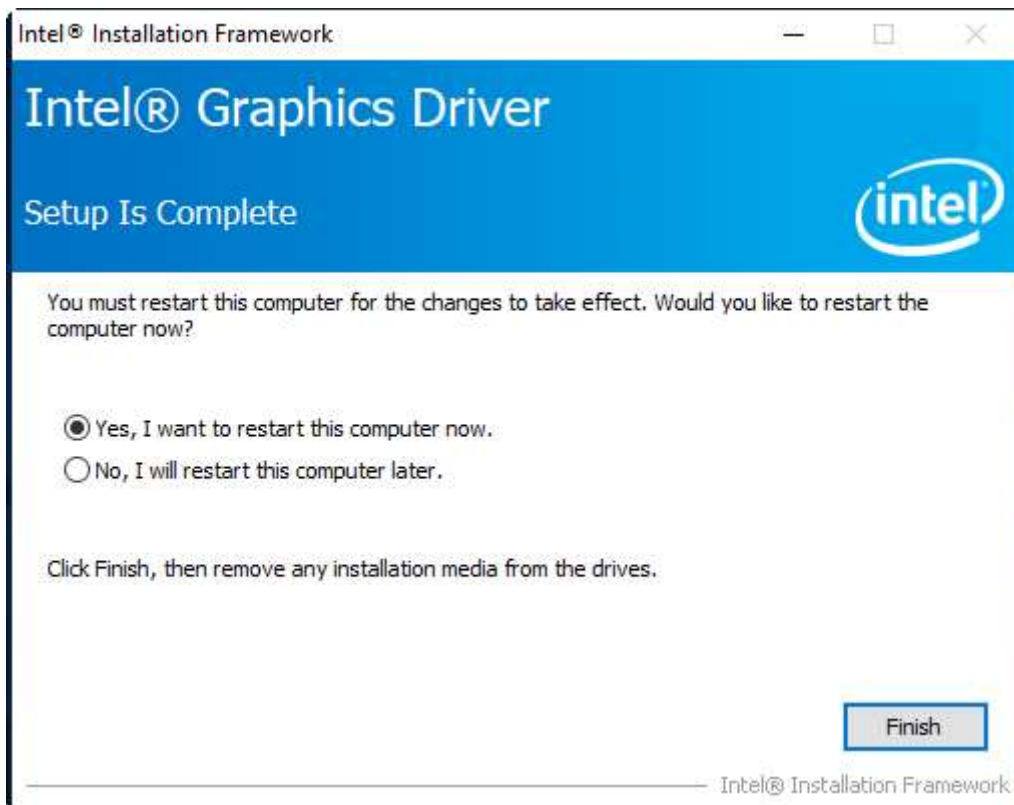 Intel® Installation Framework
Intel® Graphics Driver
Setup Is Complete
intel
You must restart this computer for the changes to take effect. Would you like to restart the
computer now?
Yes, I want to restart this computer now.
No, I will restart this computer later.
Click Finish, then remove any installation media from the drives.
Finish
Intel® Installation Framework